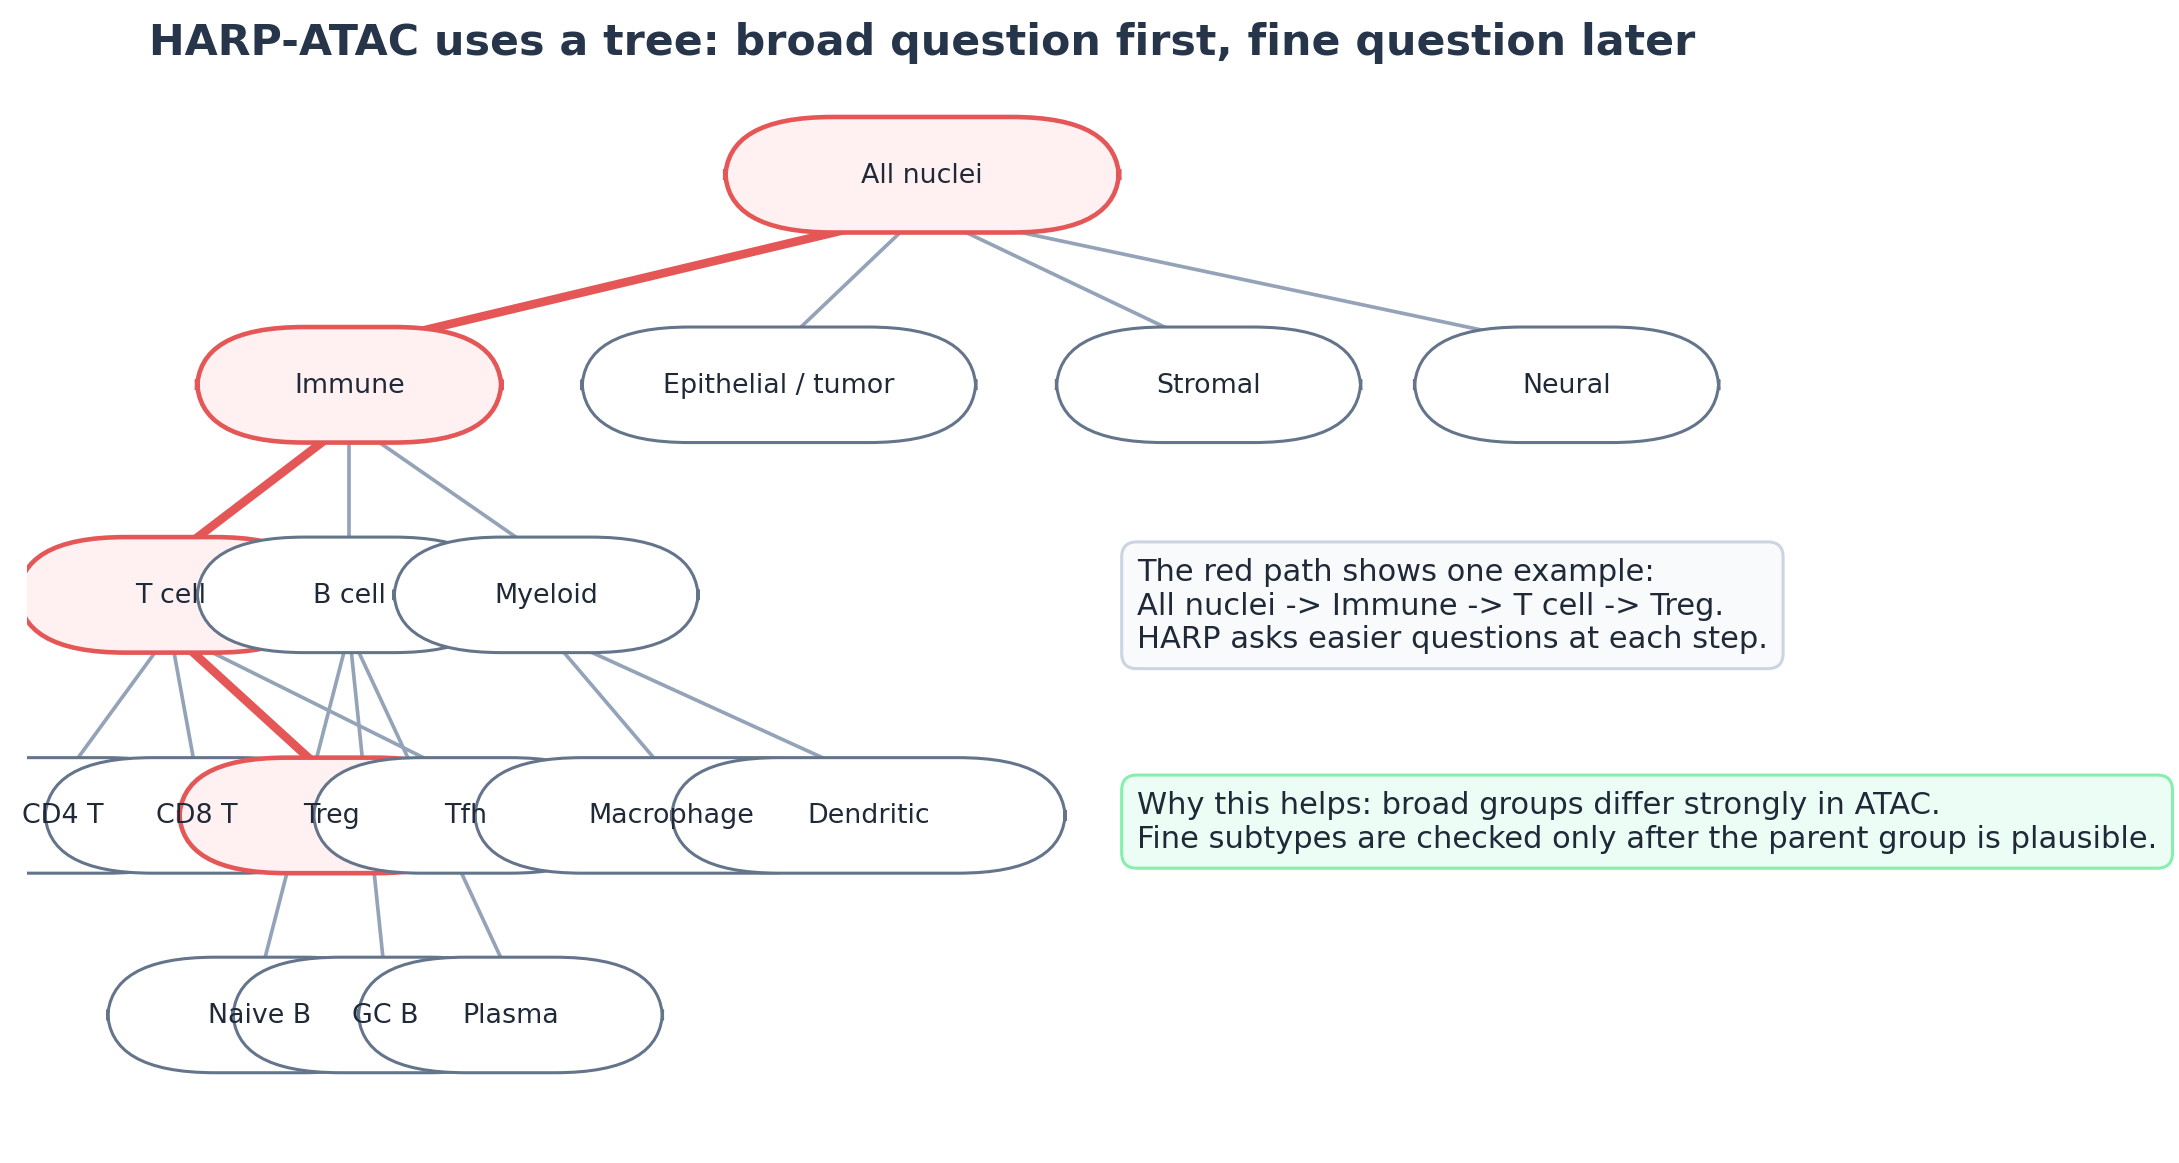 HARP-ATAC uses a tree: broad question first, fine question later
All nuclei
Immune
Epithelial / tumor
Stromal
Neural
T cell
B cell
Myeloid
The red path shows one example:
All nuclei -> Immune -> T cell -> Treg.
HARP asks easier questions at each step.
CD4 T
CD8 T
Treg
Tfh
Macrophage
Dendritic
Why this helps: broad groups differ strongly in ATAC.
Fine subtypes are checked only after the parent group is plausible.
Naive B
GC B
Plasma